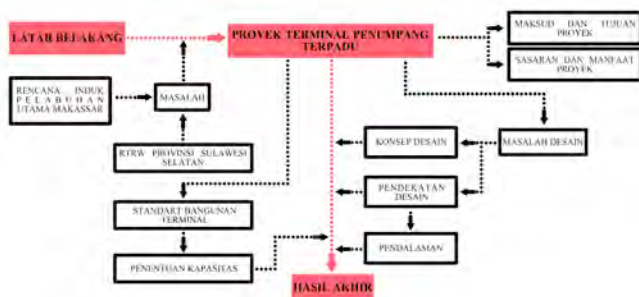 LATAR BELAKANG
PROYEK TERMINAL PENUMPANG
TERPADU
MAKSUD DAN TUJUAN
PROYEK
SASARAN DAN MANFAAT
PROYEK
RENCANA INDUK
PELABUHAN
UTAMA MAKASSAR
MASALAH
RTRW PROVINSI SULAWESI
SELATAN
KONSEP DESAIN
MASALAH DESAIN
PENDEKATAN
DESAIN
STANDART BANGUNAN
TERMINAL
PENDALAMAN
PENENTUAN KAPASITAS
HASIL AKHIR